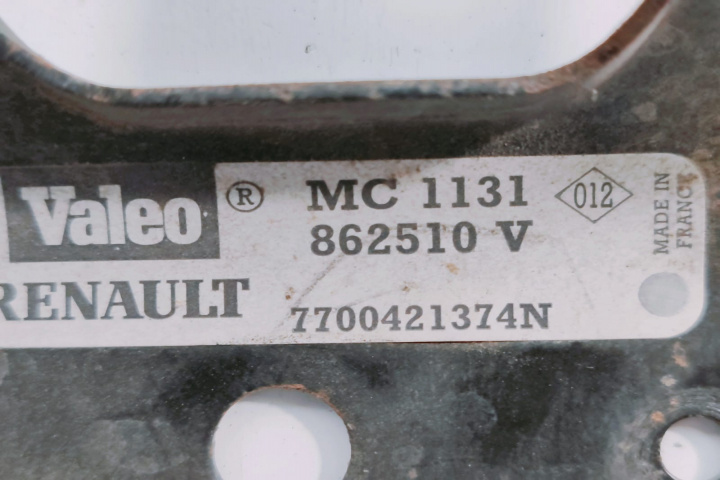 Valeo ® MC 1131 012
862510 V
RENAULT 7700421374N
MADE IN
FRANCE